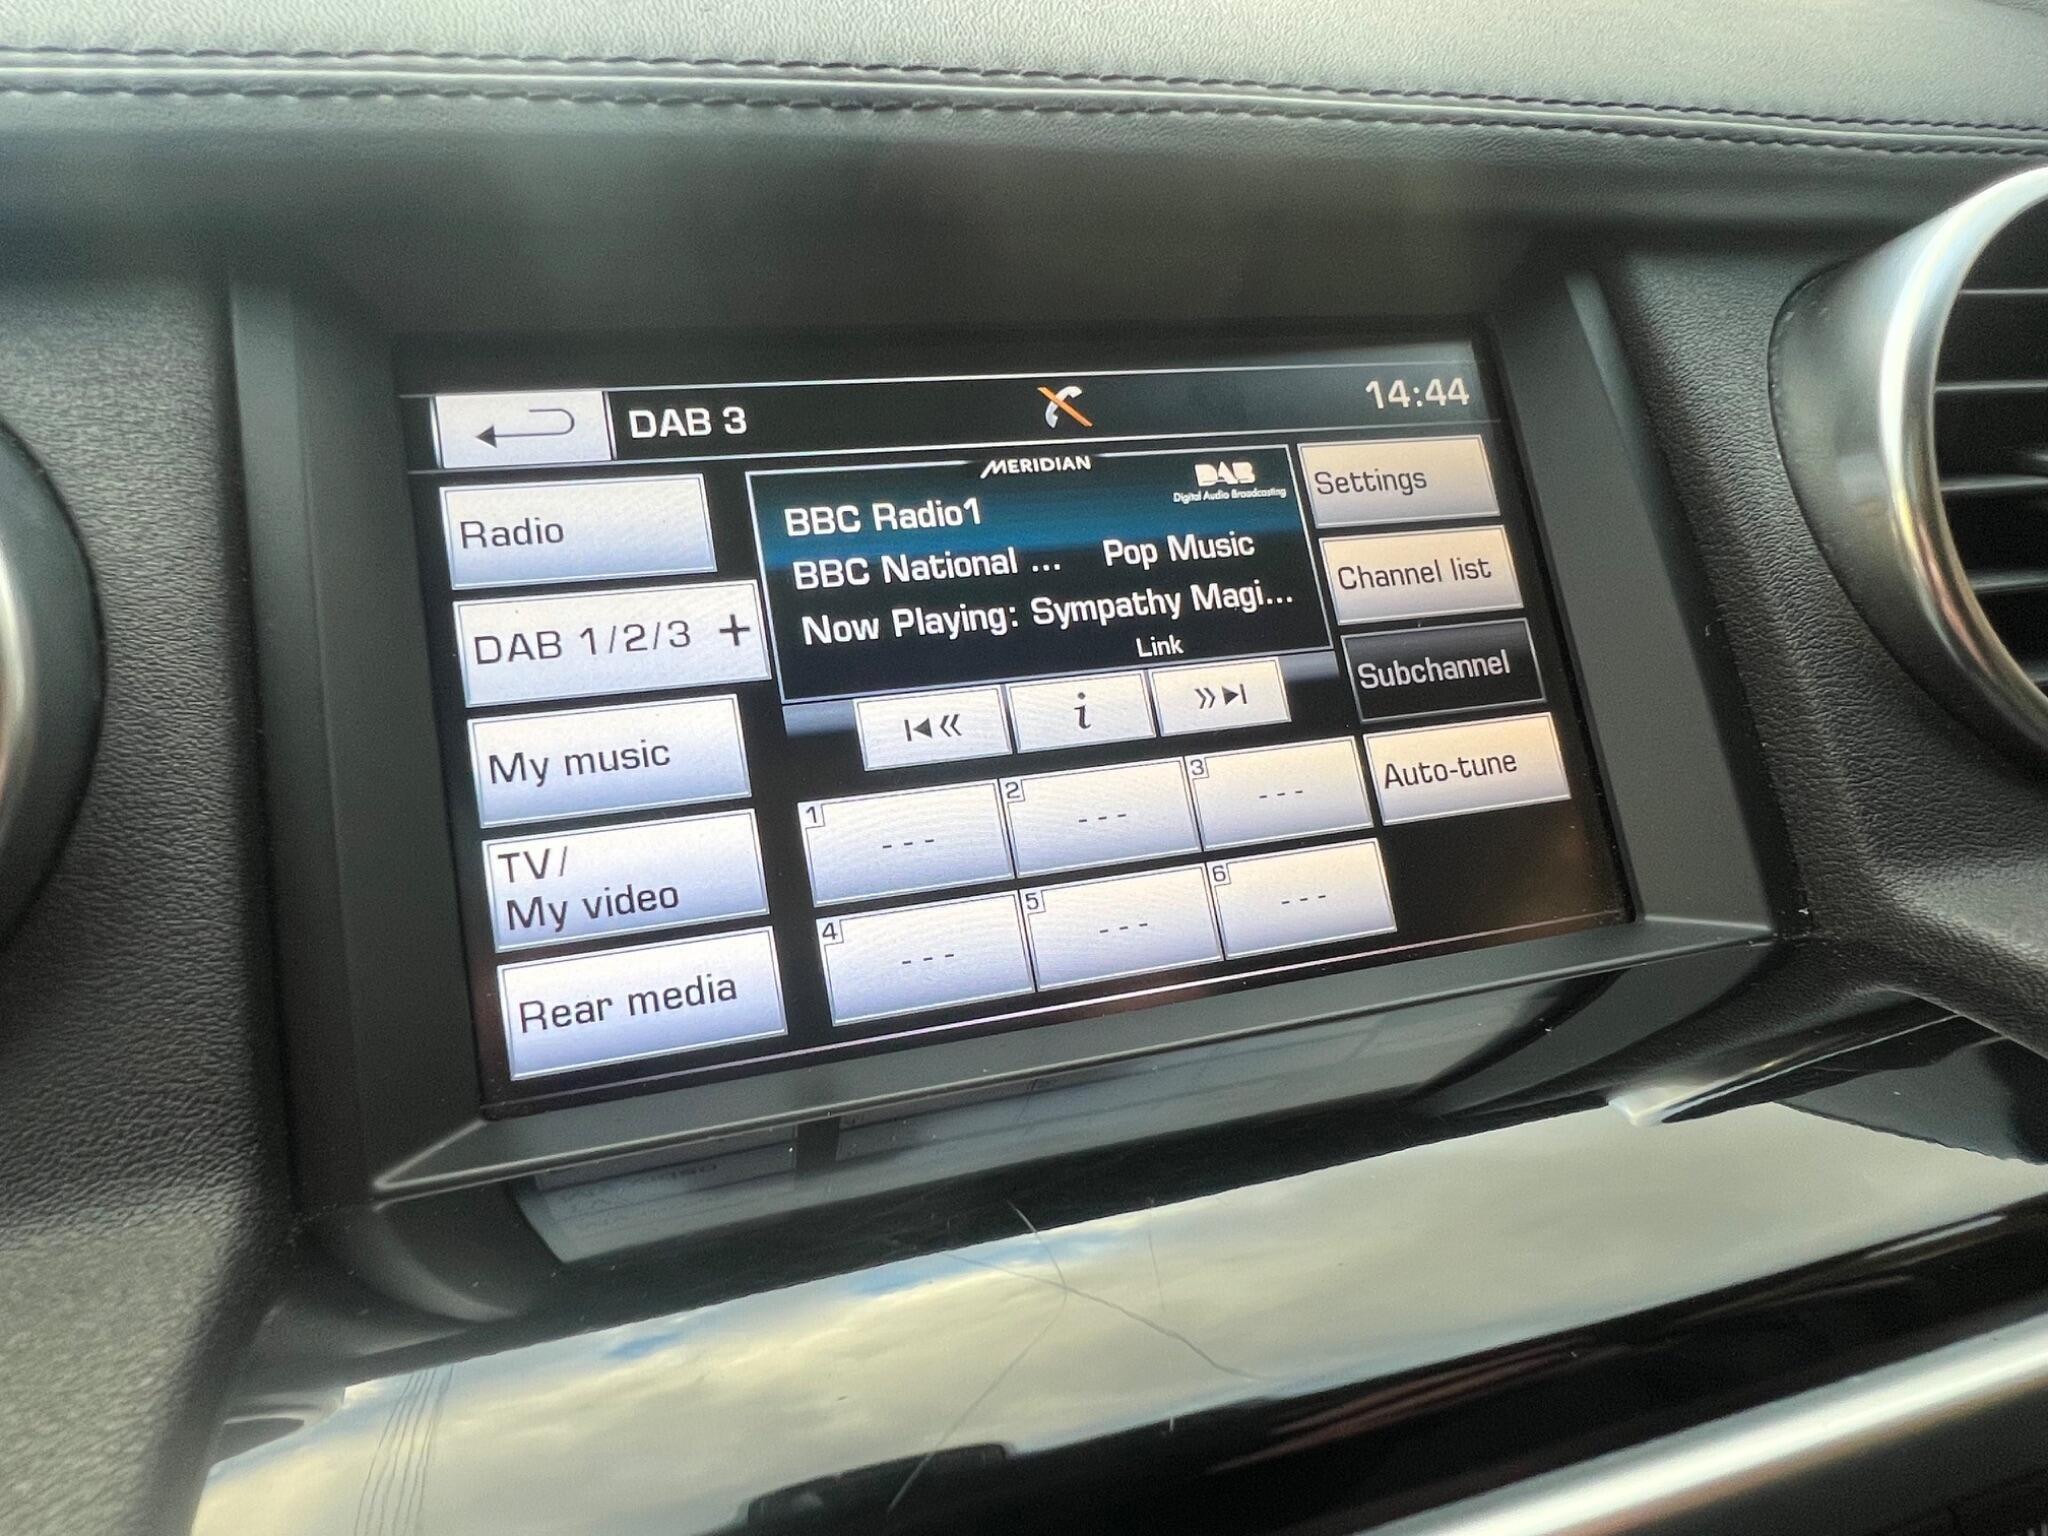 DAB 3
14:44
Radio
DAB 1/2/3 +
My music
TV/
My video
Rear media
MERIDIAN
DAB
Digital Audio Broadcasting
BBC Radio1
BBC National ... Pop Music
Now Playing: Sympathy Magi...
Link
i
1 ---
2 ---
3 ---
4 ---
5 ---
6 ---
Settings
Channel list
Subchannel
Auto-tune